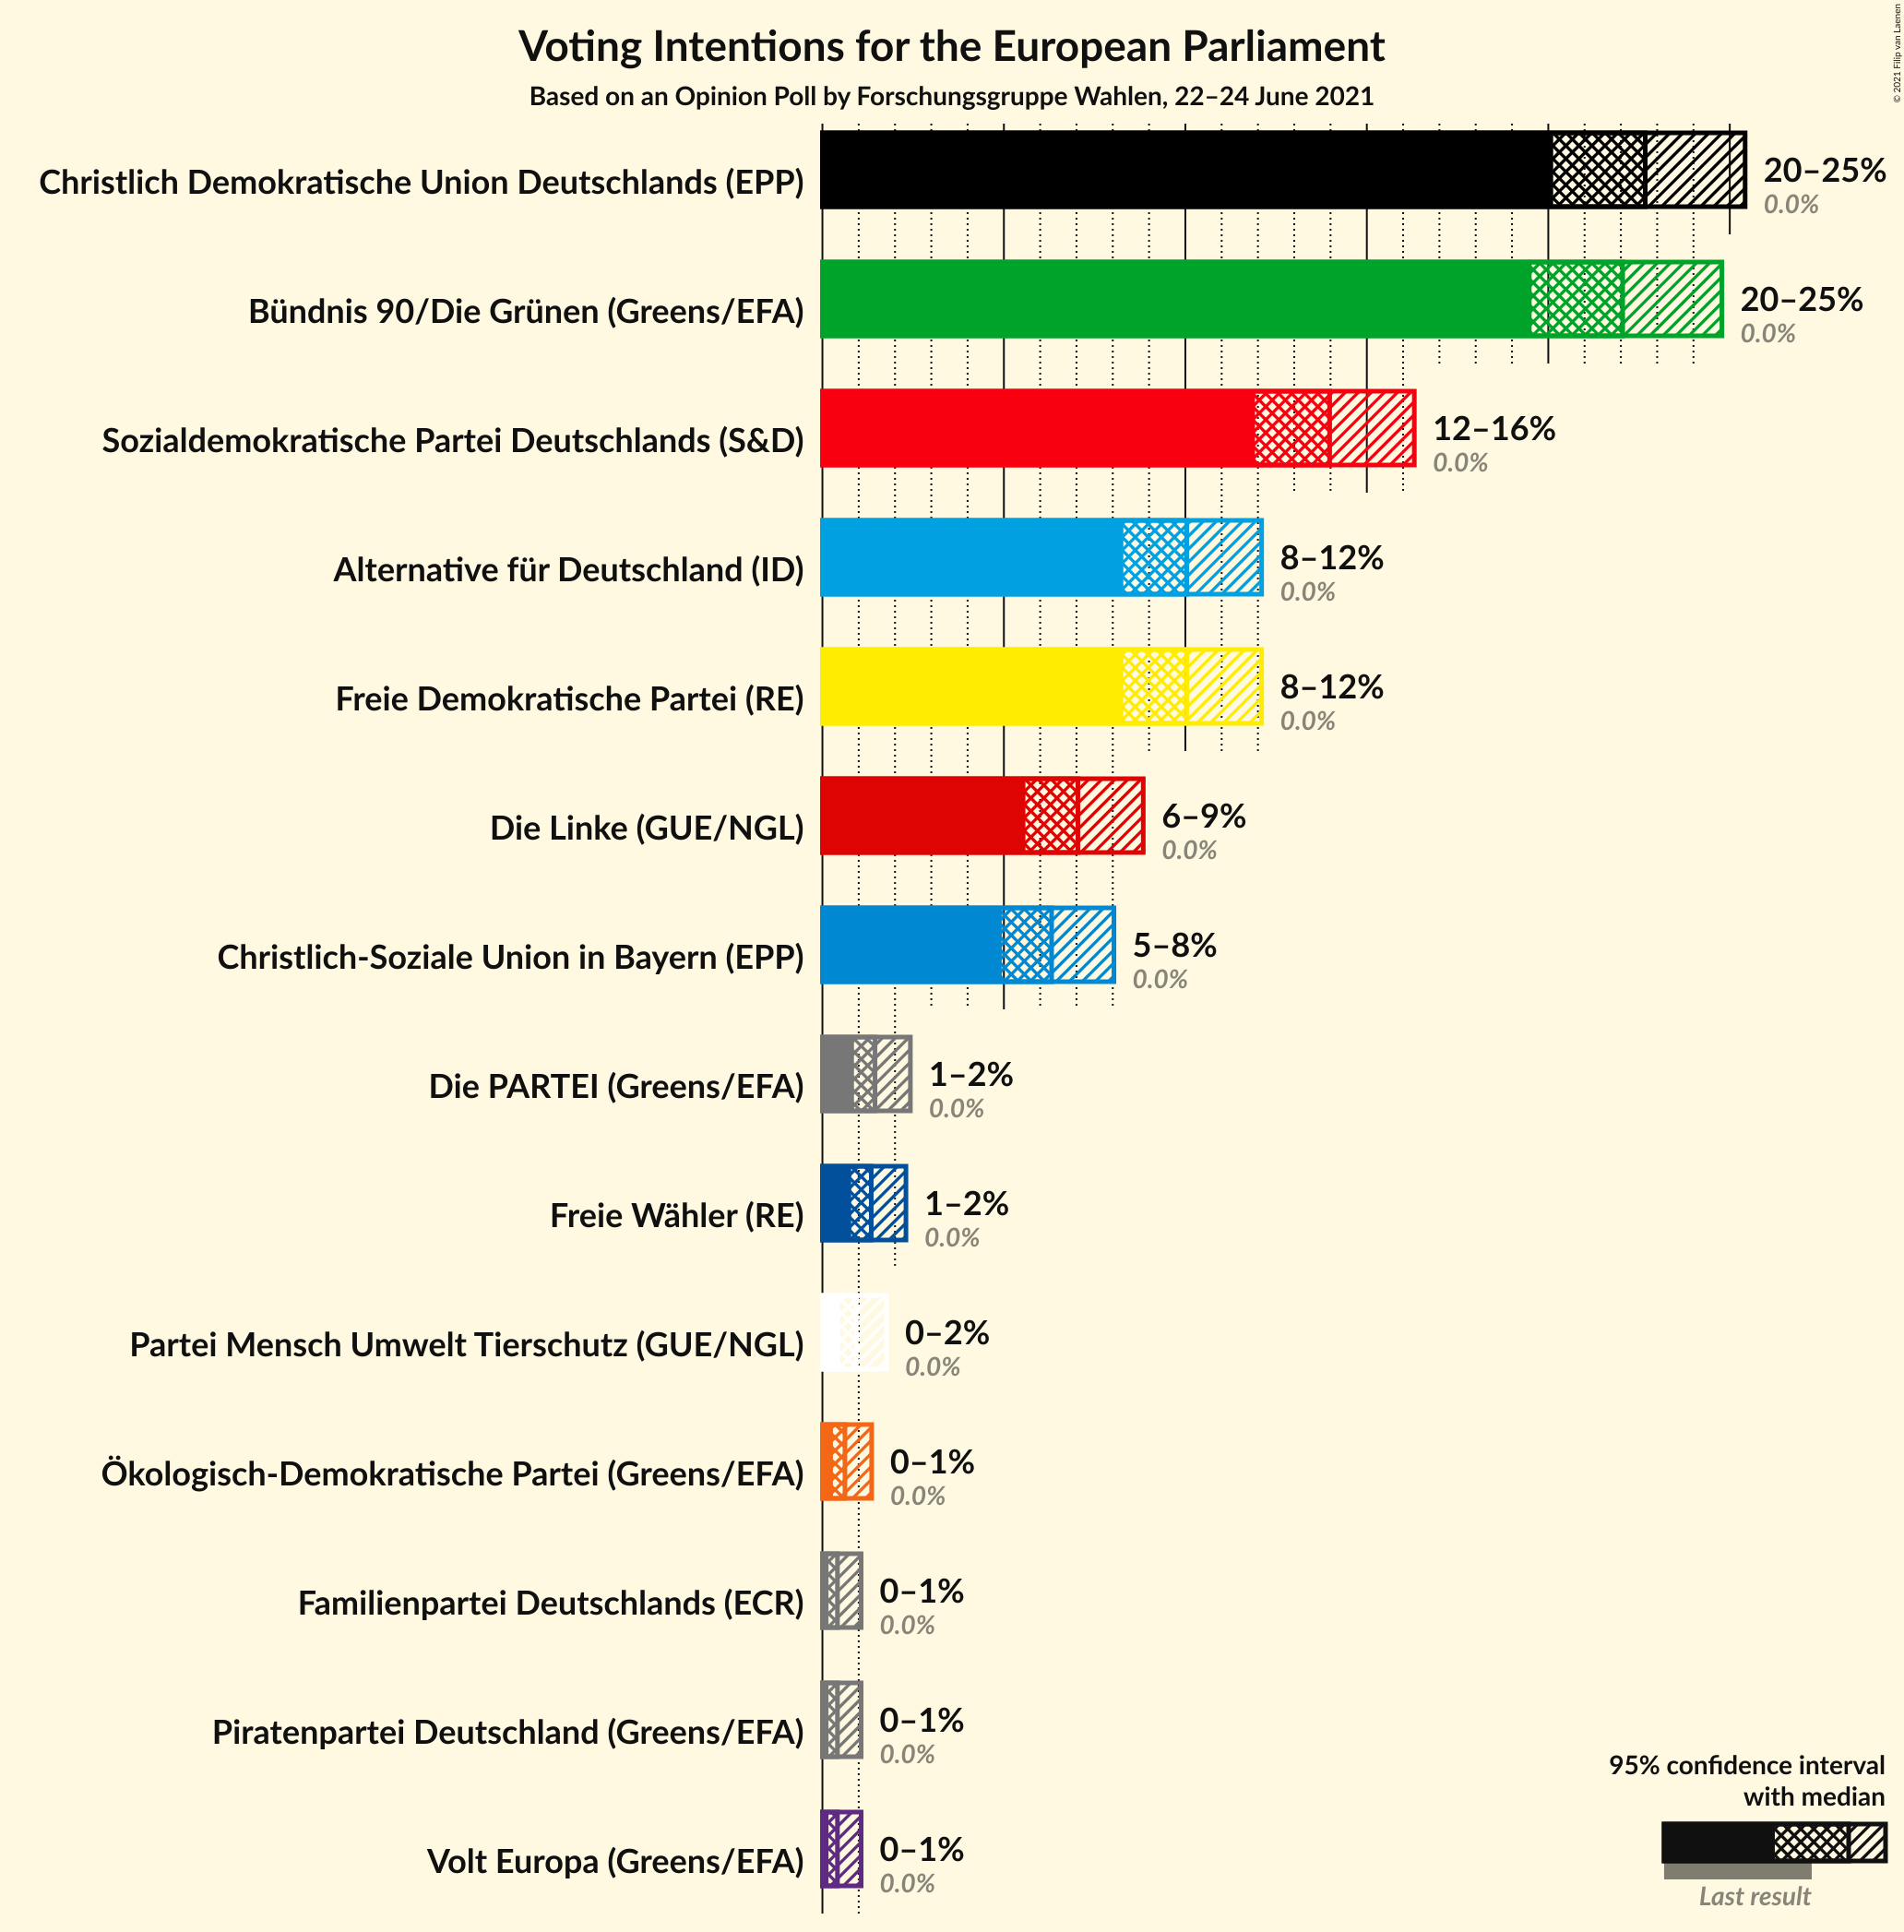 Voting Intentions for the European Parliament
Based on an Opinion Poll by Forschungsgruppe Wahlen, 22–24 June 2021
© 2021 Filip van Laenen
Christlich Demokratische Union Deutschlands (EPP)
20–25%
0.0%
Bündnis 90/Die Grünen (Greens/EFA)
20–25%
0.0%
Sozialdemokratische Partei Deutschlands (S&D)
12–16%
0.0%
Alternative für Deutschland (ID)
8–12%
0.0%
Freie Demokratische Partei (RE)
8–12%
0.0%
Die Linke (GUE/NGL)
6–9%
0.0%
Christlich-Soziale Union in Bayern (EPP)
5–8%
0.0%
Die PARTEI (Greens/EFA)
1–2%
0.0%
Freie Wähler (RE)
1–2%
0.0%
Partei Mensch Umwelt Tierschutz (GUE/NGL)
0–2%
0.0%
Ökologisch-Demokratische Partei (Greens/EFA)
0–1%
0.0%
Familienpartei Deutschlands (ECR)
0–1%
0.0%
Piratenpartei Deutschland (Greens/EFA)
0–1%
0.0%
Volt Europa (Greens/EFA)
0–1%
0.0%
95% confidence interval
with median
Last result